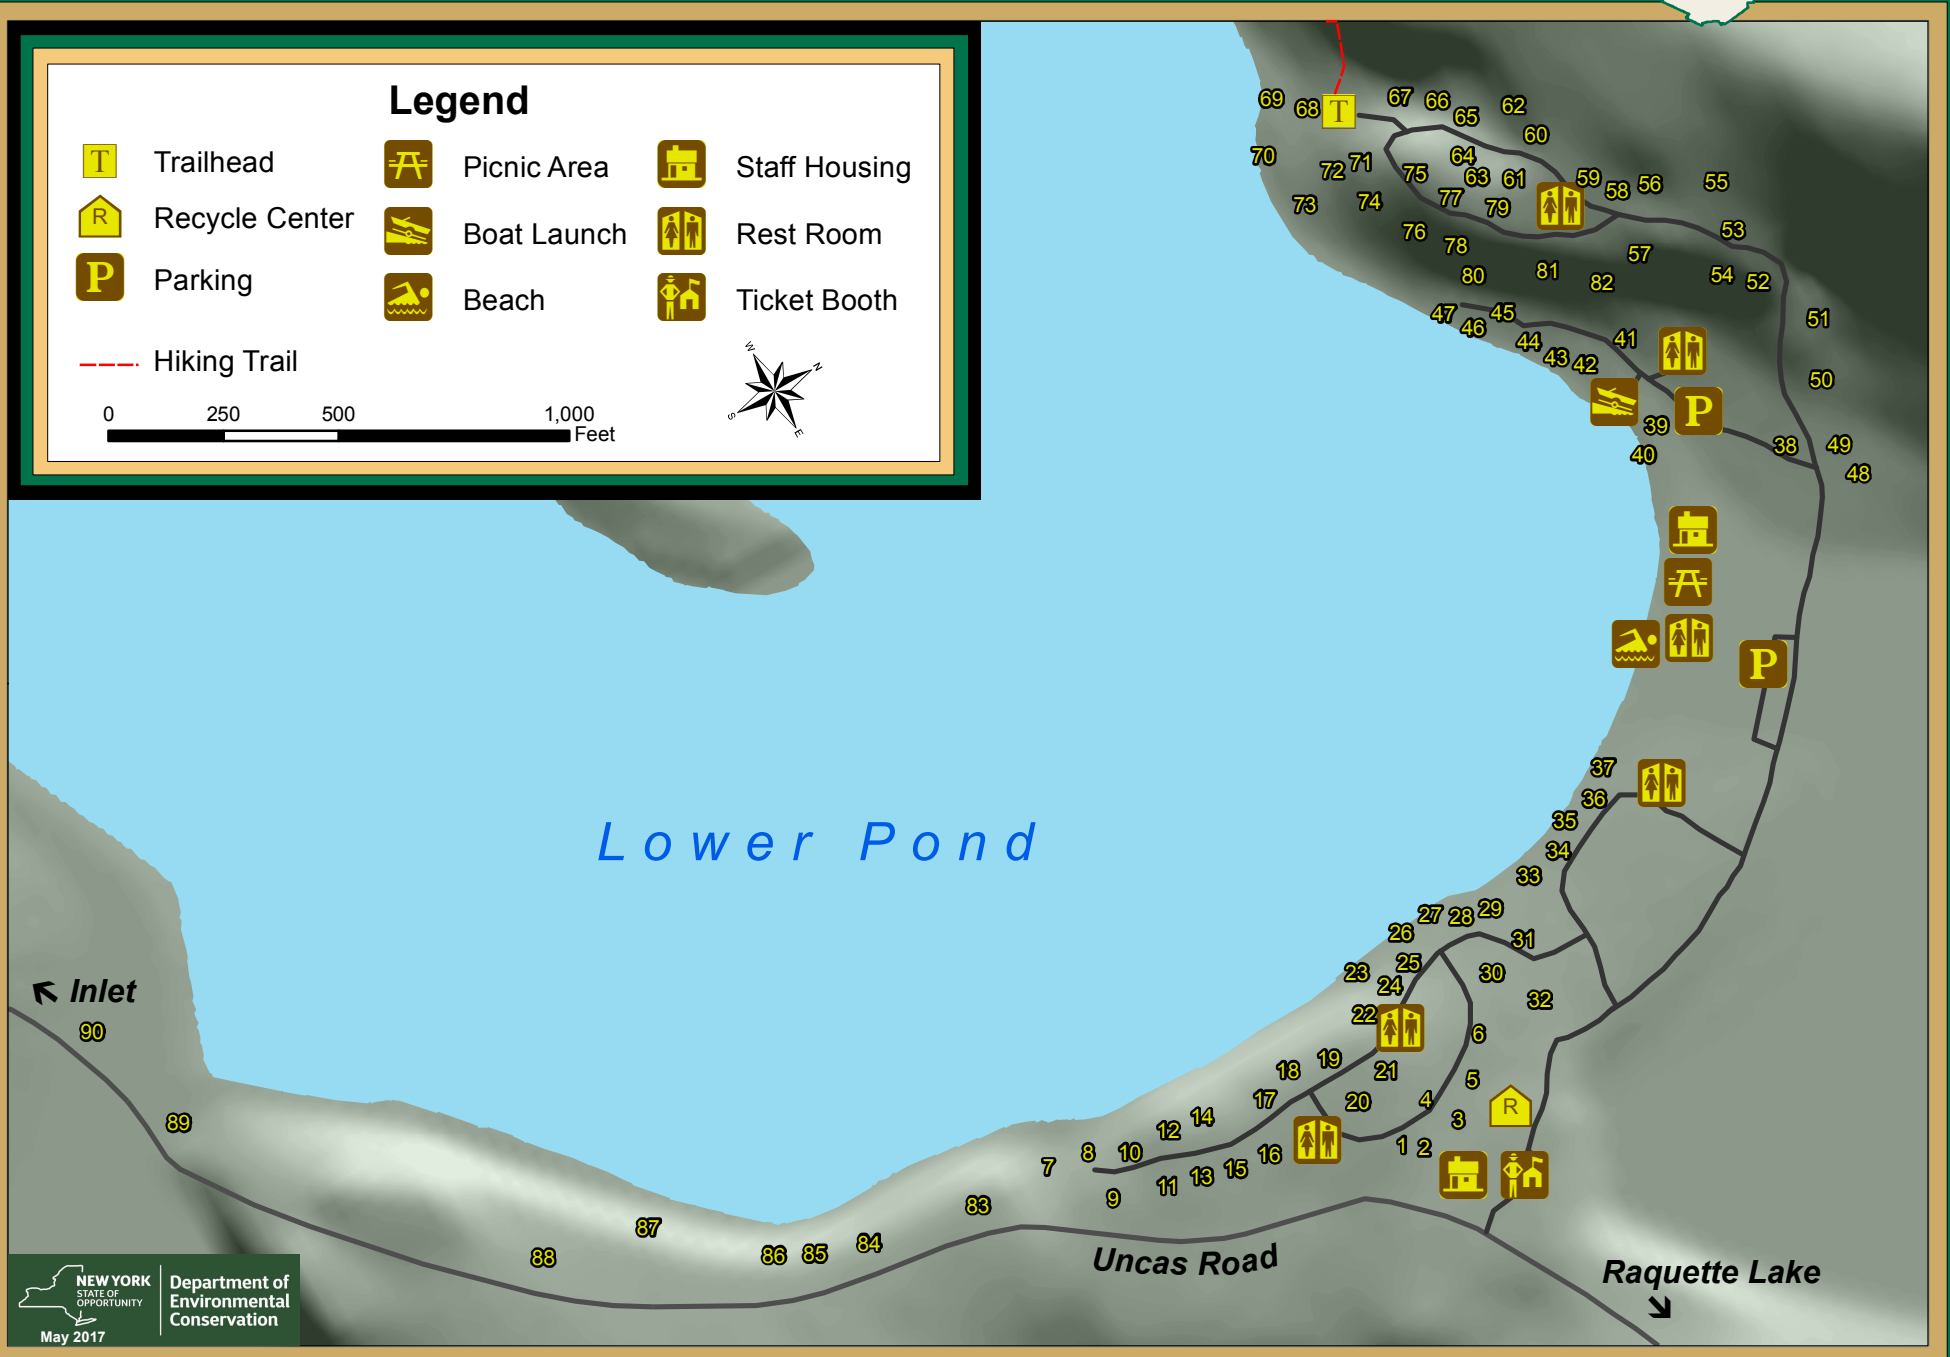 Legend
T Trailhead
R Recycle Center
P Parking
Hiking Trail
Picnic Area
Boat Launch
Beach
Staff Housing
Rest Room
Ticket Booth
W
N
S
E
0 250 500 1,000
Feet
69 68 T 67 66 65 62
60
70 72 71 75 64 63 61 59 58 56 55
73 74 77 79
76 78 57 53
80 81 82 54 52
47 46 45 51
44 43 42 41
50
39 P
40 38 49
48
P
37
36
35
34
33
27 28 29
26 31
23 25 24 30
32
22 6
19
18 21 5
17 20 4 R
12 14 3
8 10 16 1 2
7 15
9 11 13
83
84
85
86
87
88
89
90
Lower Pond
Inlet
Uncas Road
Raquette Lake
NEW YORK
STATE OF
OPPORTUNITY
Department of
Environmental
Conservation
May 2017